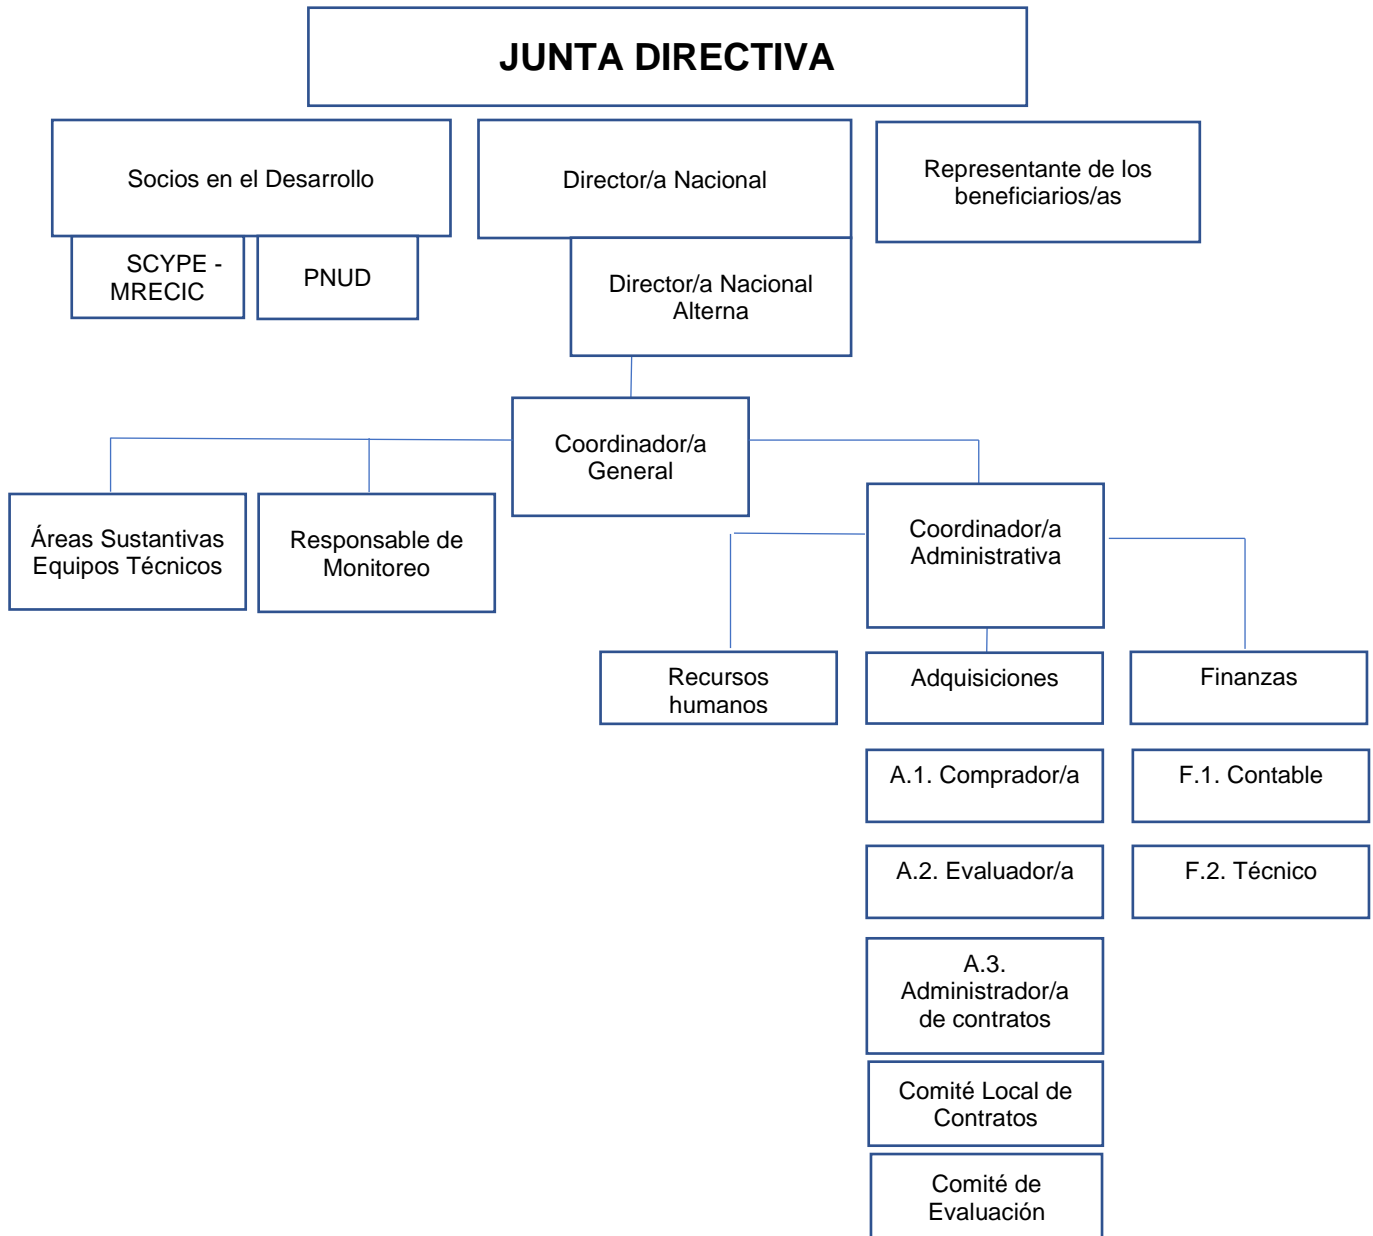 JUNTA DIRECTIVA
Socios en el Desarrollo
Director/a Nacional
Representante de los
beneficiarios/as
SCYPE -
MRECIC
PNUD
Director/a Nacional
Alterna
Coordinador/a
General
Áreas Sustantivas
Equipos Técnicos
Responsable de
Monitoreo
Coordinador/a
Administrativa
Recursos
humanos
Adquisiciones
Finanzas
A.1. Comprador/a
F.1. Contable
A.2. Evaluador/a
F.2. Técnico
A.3.
Administrador/a
de contratos
Comité Local de
Contratos
Comité de
Evaluación